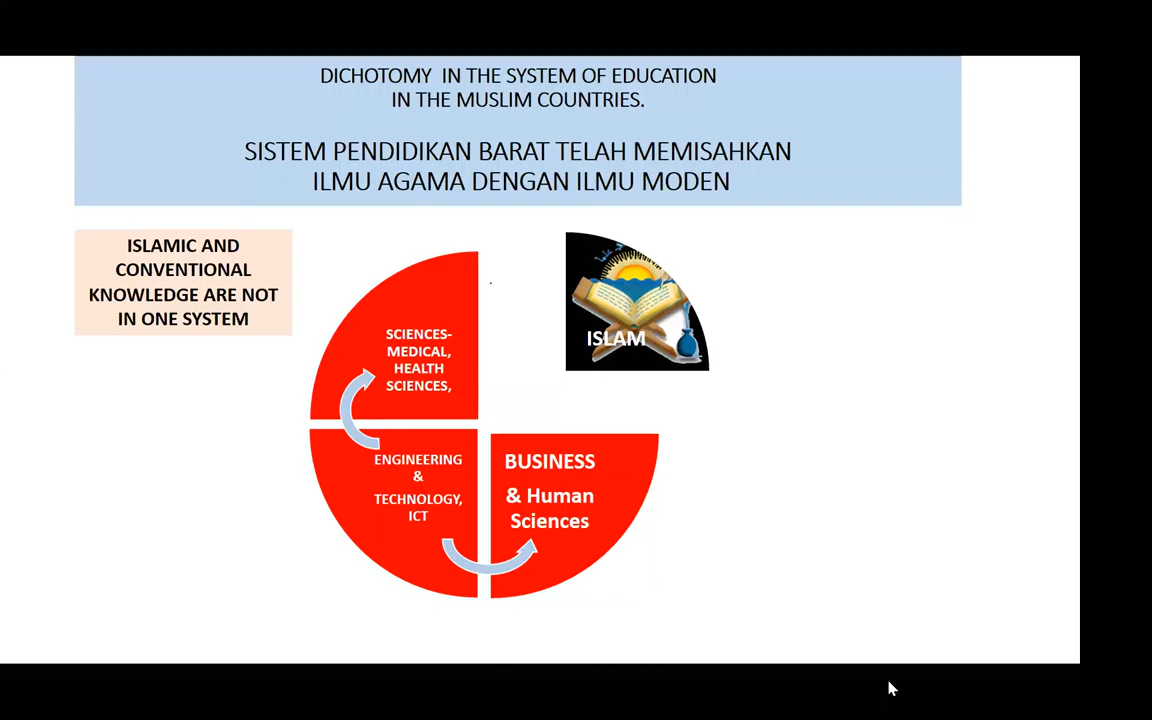 DICHOTOMY IN THE SYSTEM OF EDUCATION
IN THE MUSLIM COUNTRIES.
SISTEM PENDIDIKAN BARAT TELAH MEMISAHKAN
ILMU AGAMA DENGAN ILMU MODEN
ISLAMIC AND
CONVENTIONAL
KNOWLEDGE ARE NOT
IN ONE SYSTEM
SCIENCES-
MEDICAL,
HEALTH
SCIENCES,
ISLAM
ENGINEERING
&
TECHNOLOGY,
ICT
BUSINESS
& Human
Sciences